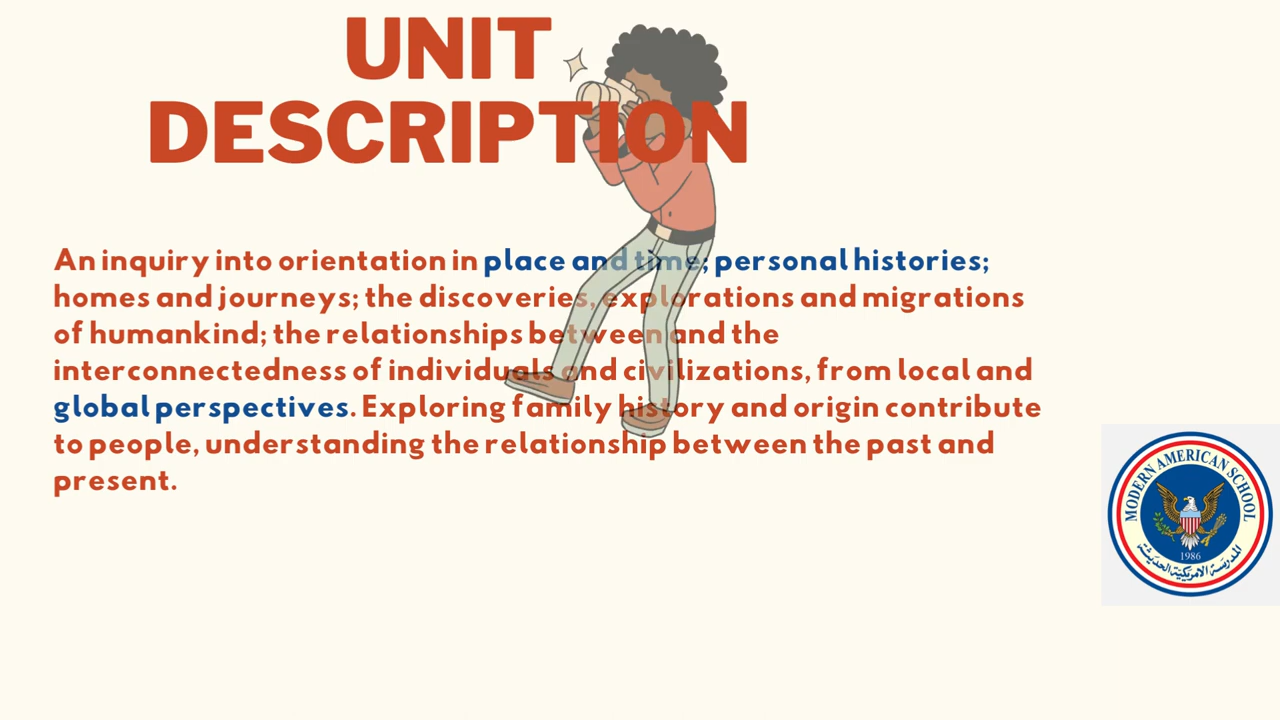 UNIT
DESCRIPTION
An inquiry into orientation in place and time; personal histories;
homes and journeys; the discoveries, explorations and migrations
of humankind; the relationships between and the
interconnectedness of individuals and civilizations, from local and
global perspectives. Exploring family history and origin contribute
to people, understanding the relationship between the past and
present.
MODERN AMERICAN SCHOOL
1986
المدرسة الامريكية الحديثة